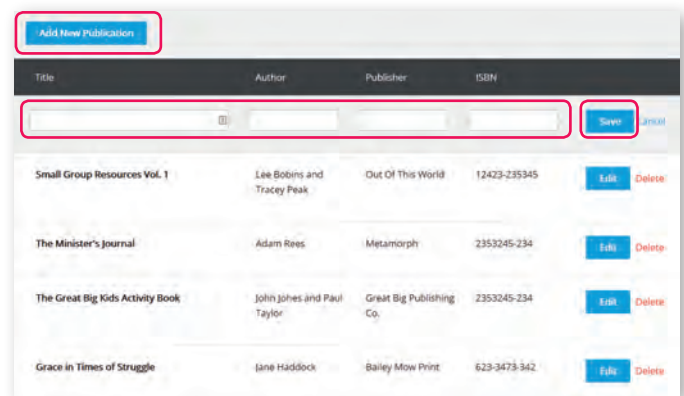 Add New Publication
Title Author Publisher ISBN
Save Cancel
Small Group Resources Vol. 1 Lee Bobins and Out Of This World 12423-235345 Edit Delete
Tracey Peak
The Minister's Journal Adam Rees Metamorph 2353245-234 Edit Delete
The Great Big Kids Activity Book John Jones and Paul Great Big Publishing 2353245-234 Edit Delete
Taylor Co.
Grace in Times of Struggle Jane Haddock Bailey Mow Print 623-3473-342 Edit Delete